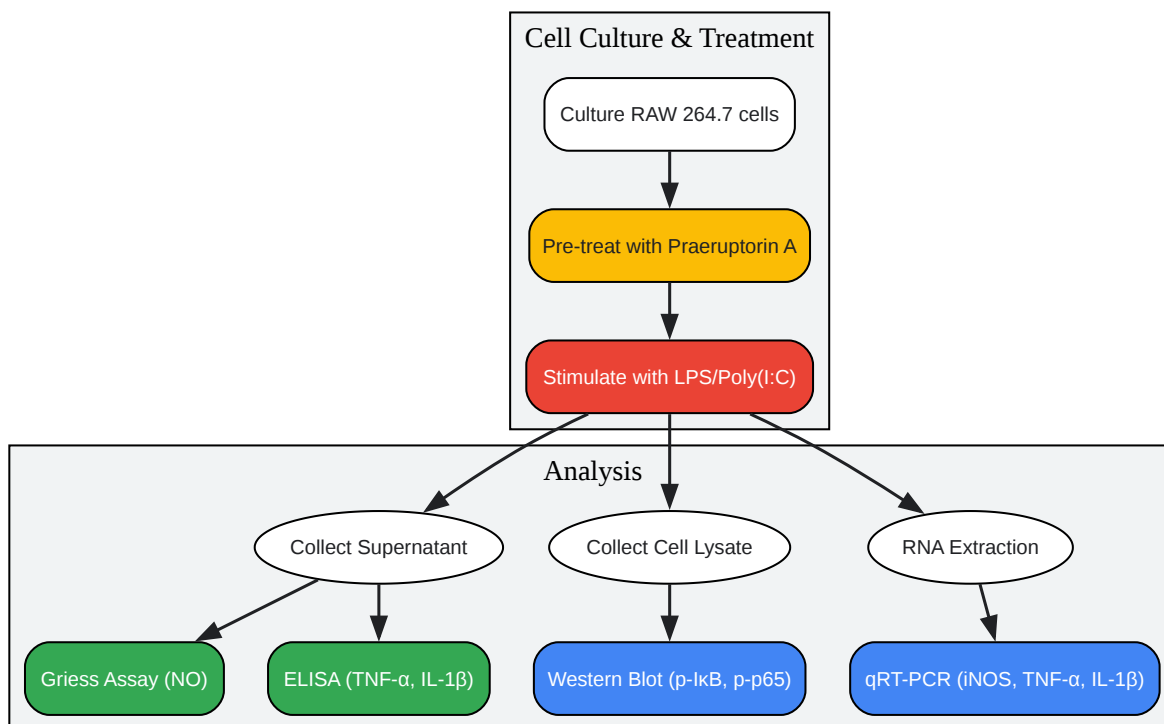 Cell Culture & Treatment
Culture RAW 264.7 cells
Pre-treat with Praeruptorin A
Stimulate with LPS/Poly(I:C)
Analysis
Collect Supernatant
Collect Cell Lysate
RNA Extraction
Griess Assay (NO)
ELISA (TNF-α, IL-1β)
Western Blot (p-IκB, p-p65)
qRT-PCR (iNOS, TNF-α, IL-1β)